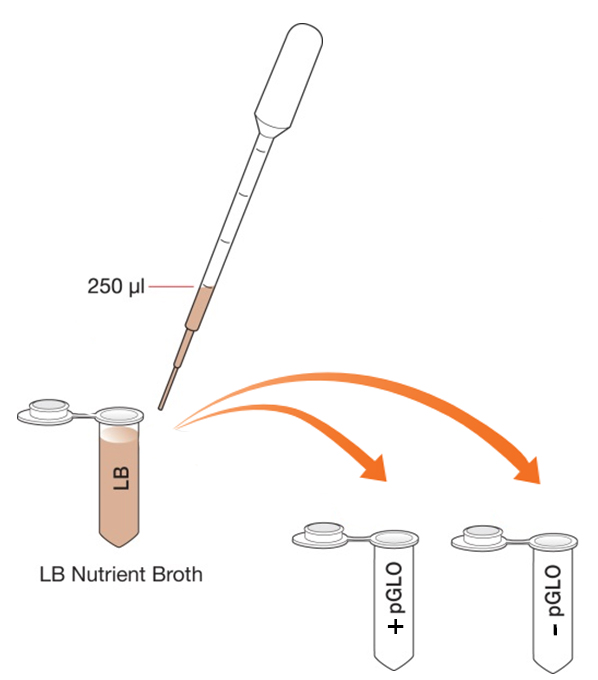 250 µl
LB
LB Nutrient Broth
+ pGLO
- pGLO